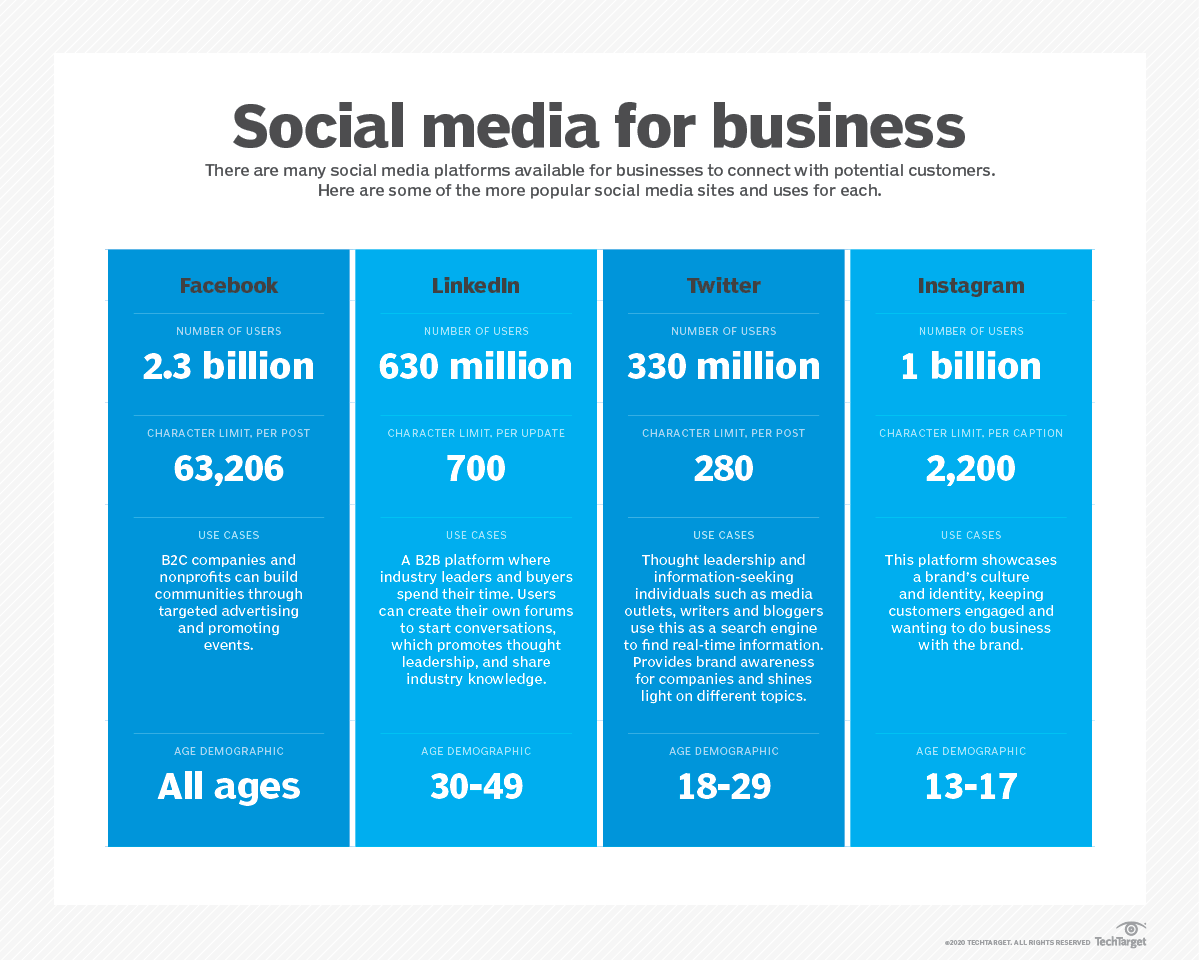 Social media for business
There are many social media platforms available for businesses to connect with potential customers.
Here are some of the more popular social media sites and uses for each.
Facebook
NUMBER OF USERS
2.3 billion
CHARACTER LIMIT, PER POST
63,206
USE CASES
B2C companies and
nonprofits can build
communities through
targeted advertising
and promoting
events.
AGE DEMOGRAPHIC
All ages
LinkedIn
NUMBER OF USERS
630 million
CHARACTER LIMIT, PER UPDATE
700
USE CASES
A B2B platform where
industry leaders and buyers
spend their time. Users
can create their own forums
to start conversations,
which promotes thought
leadership, and share
industry knowledge.
AGE DEMOGRAPHIC
30-49
Twitter
NUMBER OF USERS
330 million
CHARACTER LIMIT, PER POST
280
USE CASES
Thought leadership and
information-seeking
individuals such as media
outlets, writers and bloggers
use this as a search engine
to find real-time information.
Provides brand awareness
for companies and shines
light on different topics.
AGE DEMOGRAPHIC
18-29
Instagram
NUMBER OF USERS
1 billion
CHARACTER LIMIT, PER CAPTION
2,200
USE CASES
This platform showcases
a brand's culture
and identity, keeping
customers engaged and
wanting to do business
with the brand.
AGE DEMOGRAPHIC
13-17
©2020 TECHTARGET. ALL RIGHTS RESERVED TechTarget